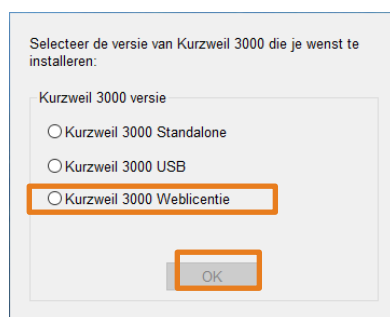 Selecteer de versie van Kurzweil 3000 die je wenst te
installeren:
Kurzweil 3000 versie
Kurzweil 3000 Standalone
Kurzweil 3000 USB
Kurzweil 3000 Weblicentie
OK